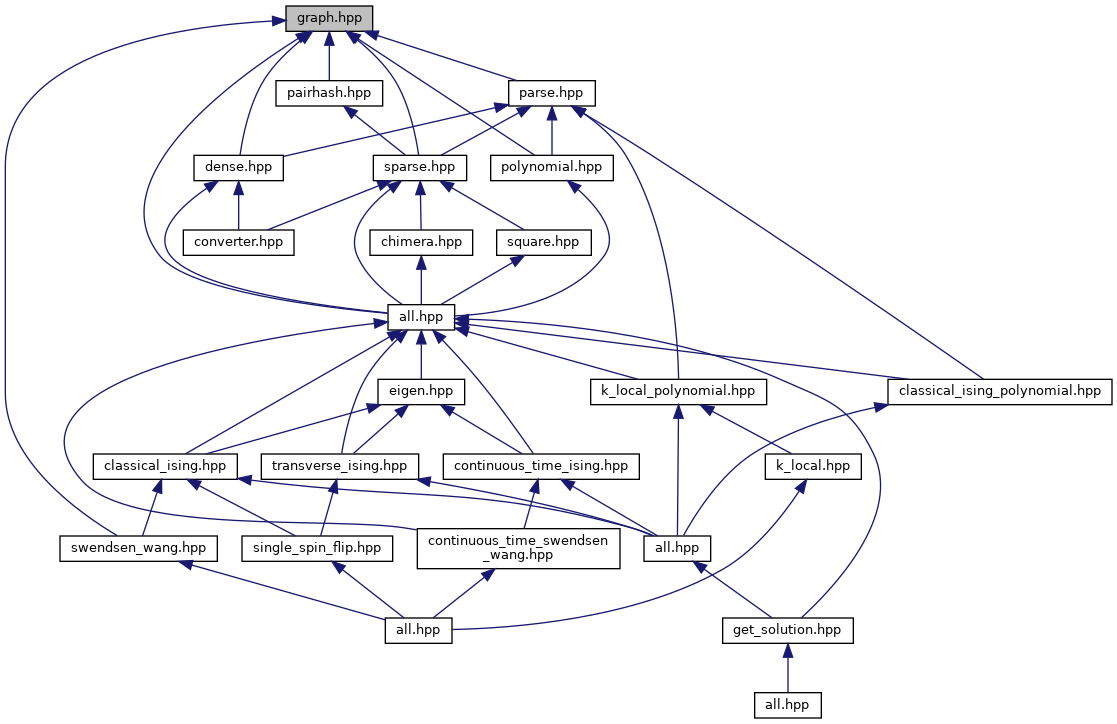 graph.hpp
pairhash.hpp
parse.hpp
dense.hpp
sparse.hpp
polynomial.hpp
converter.hpp
chimera.hpp
square.hpp
all.hpp
eigen.hpp
k_local_polynomial.hpp
classical_ising_polynomial.hpp
classical_ising.hpp
transverse_ising.hpp
continuous_time_ising.hpp
k_local.hpp
swendsen_wang.hpp
single_spin_flip.hpp
continuous_time_swendsen
_wang.hpp
all.hpp
all.hpp
get_solution.hpp
all.hpp